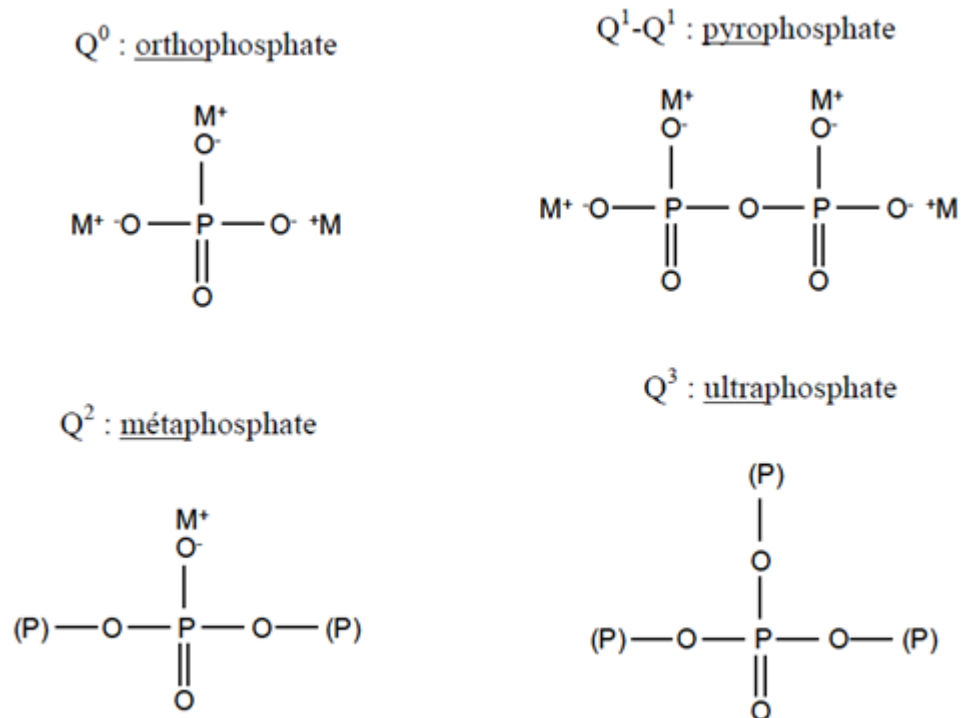 Q⁰ : orthophosphate
M⁺
O⁻
M⁺ ⁻O P O⁻ ⁺M
O
Q¹-Q¹ : pyrophosphate
M⁺ M⁺
O⁻ O⁻
M⁺ ⁻O P O P O⁻ ⁺M
O O
Q² : métaphosphate
M⁺
O⁻
(P) O P O (P)
O
Q³ : ultraphosphate
(P)
O
(P) O P O (P)
O